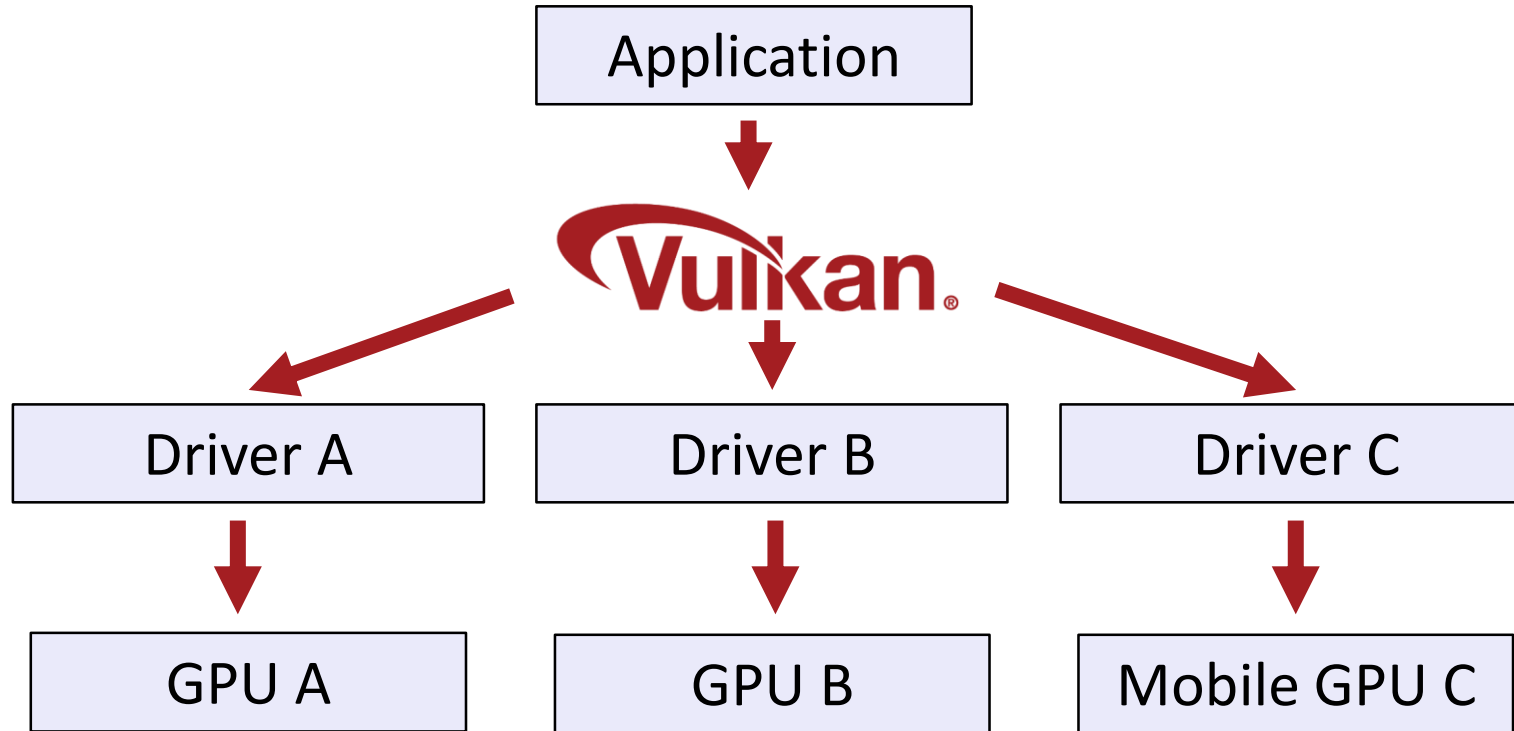 Application
Vulkan®
Driver A
Driver B
Driver C
GPU A
GPU B
Mobile GPU C